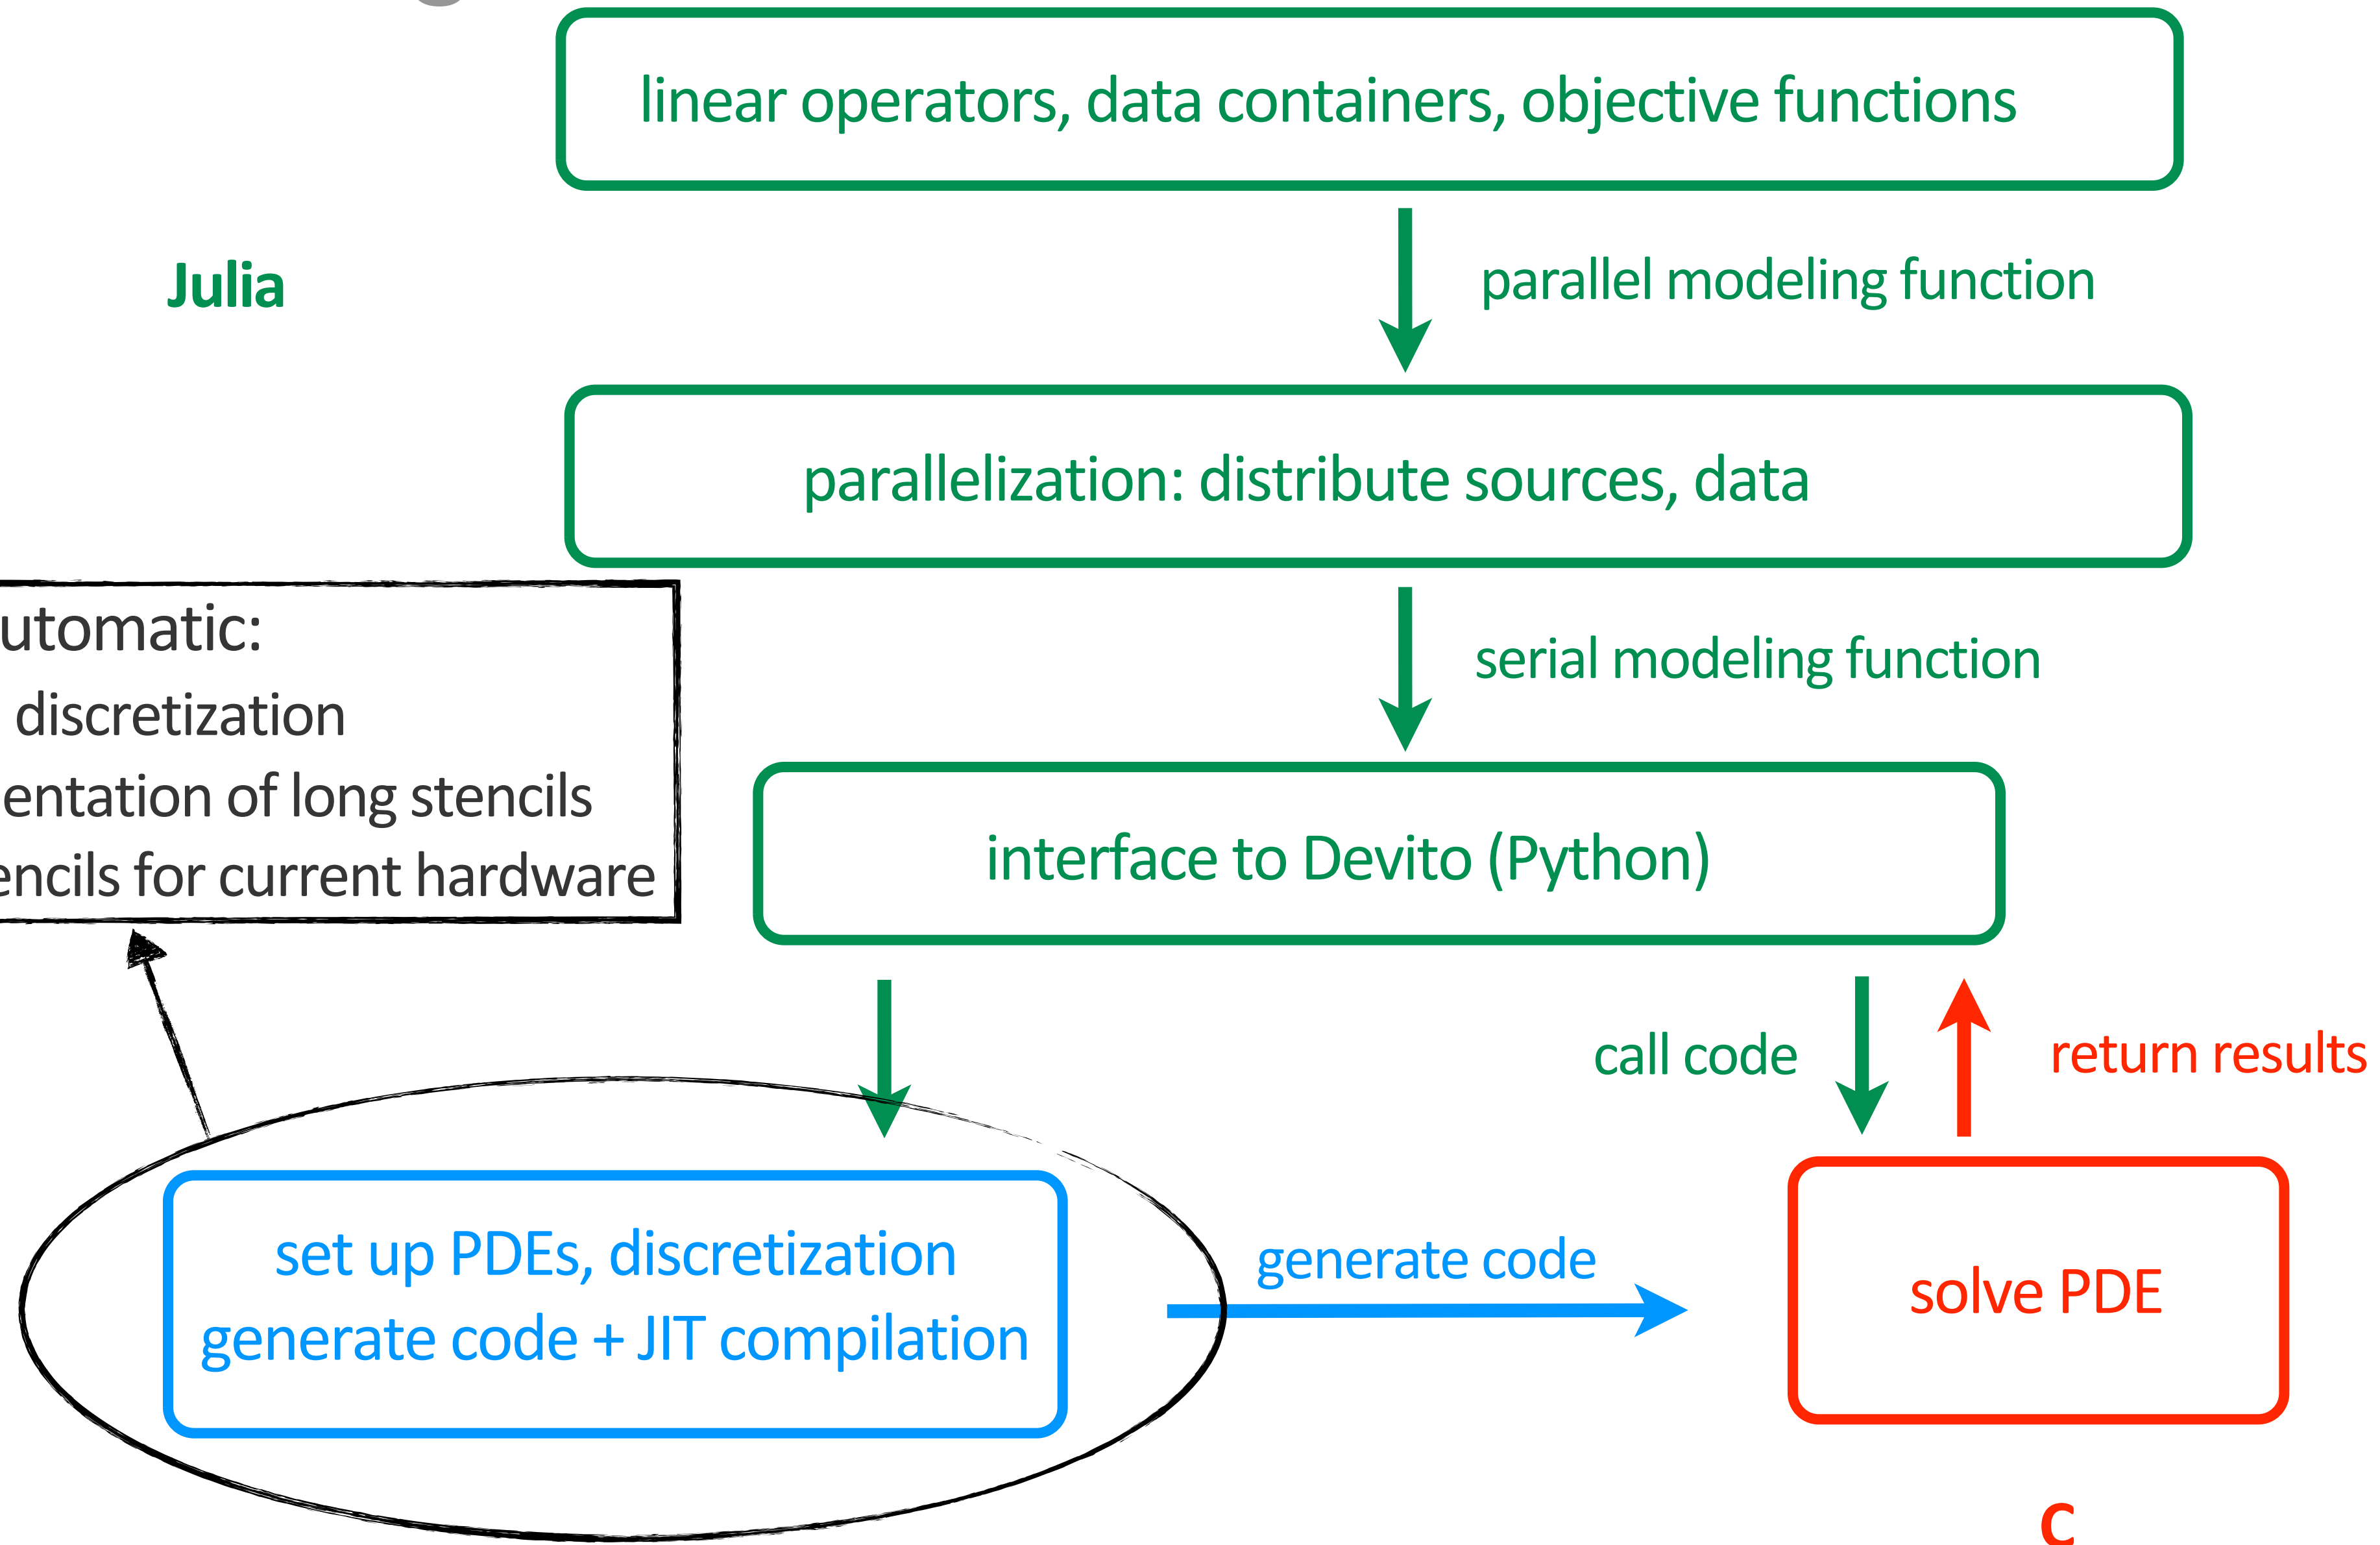 linear operators, data containers, objective functions
Julia
parallel modeling function
parallelization: distribute sources, data
utomatic:
discretization
entation of long stencils
encils for current hardware
serial modeling function
interface to Devito (Python)
call code
return results
set up PDEs, discretization
generate code + JIT compilation
generate code
solve PDE
C